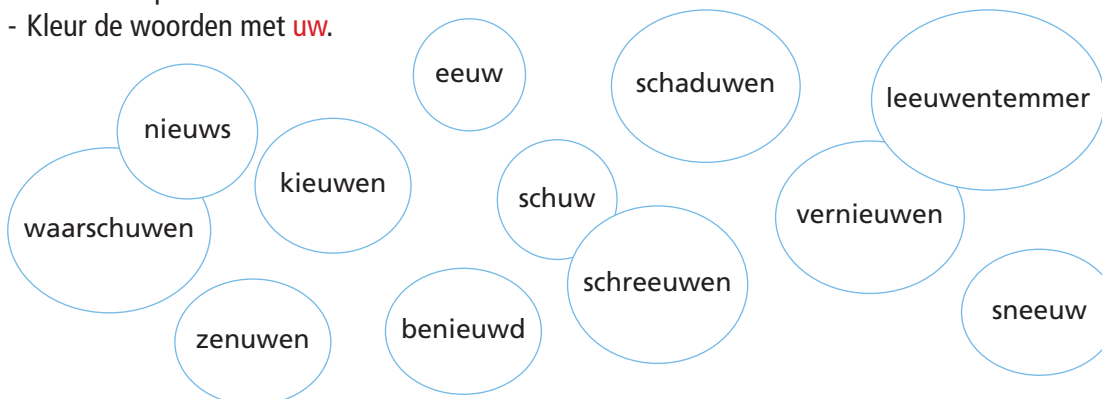 - Kleur de woorden met uw.
eeuw
schaduwen
leeuwentemmer
nieuws
kieuwen
schuw
vernieuwen
waarschuwen
schreeuwen
sneeuw
zenuwen
benieuwd